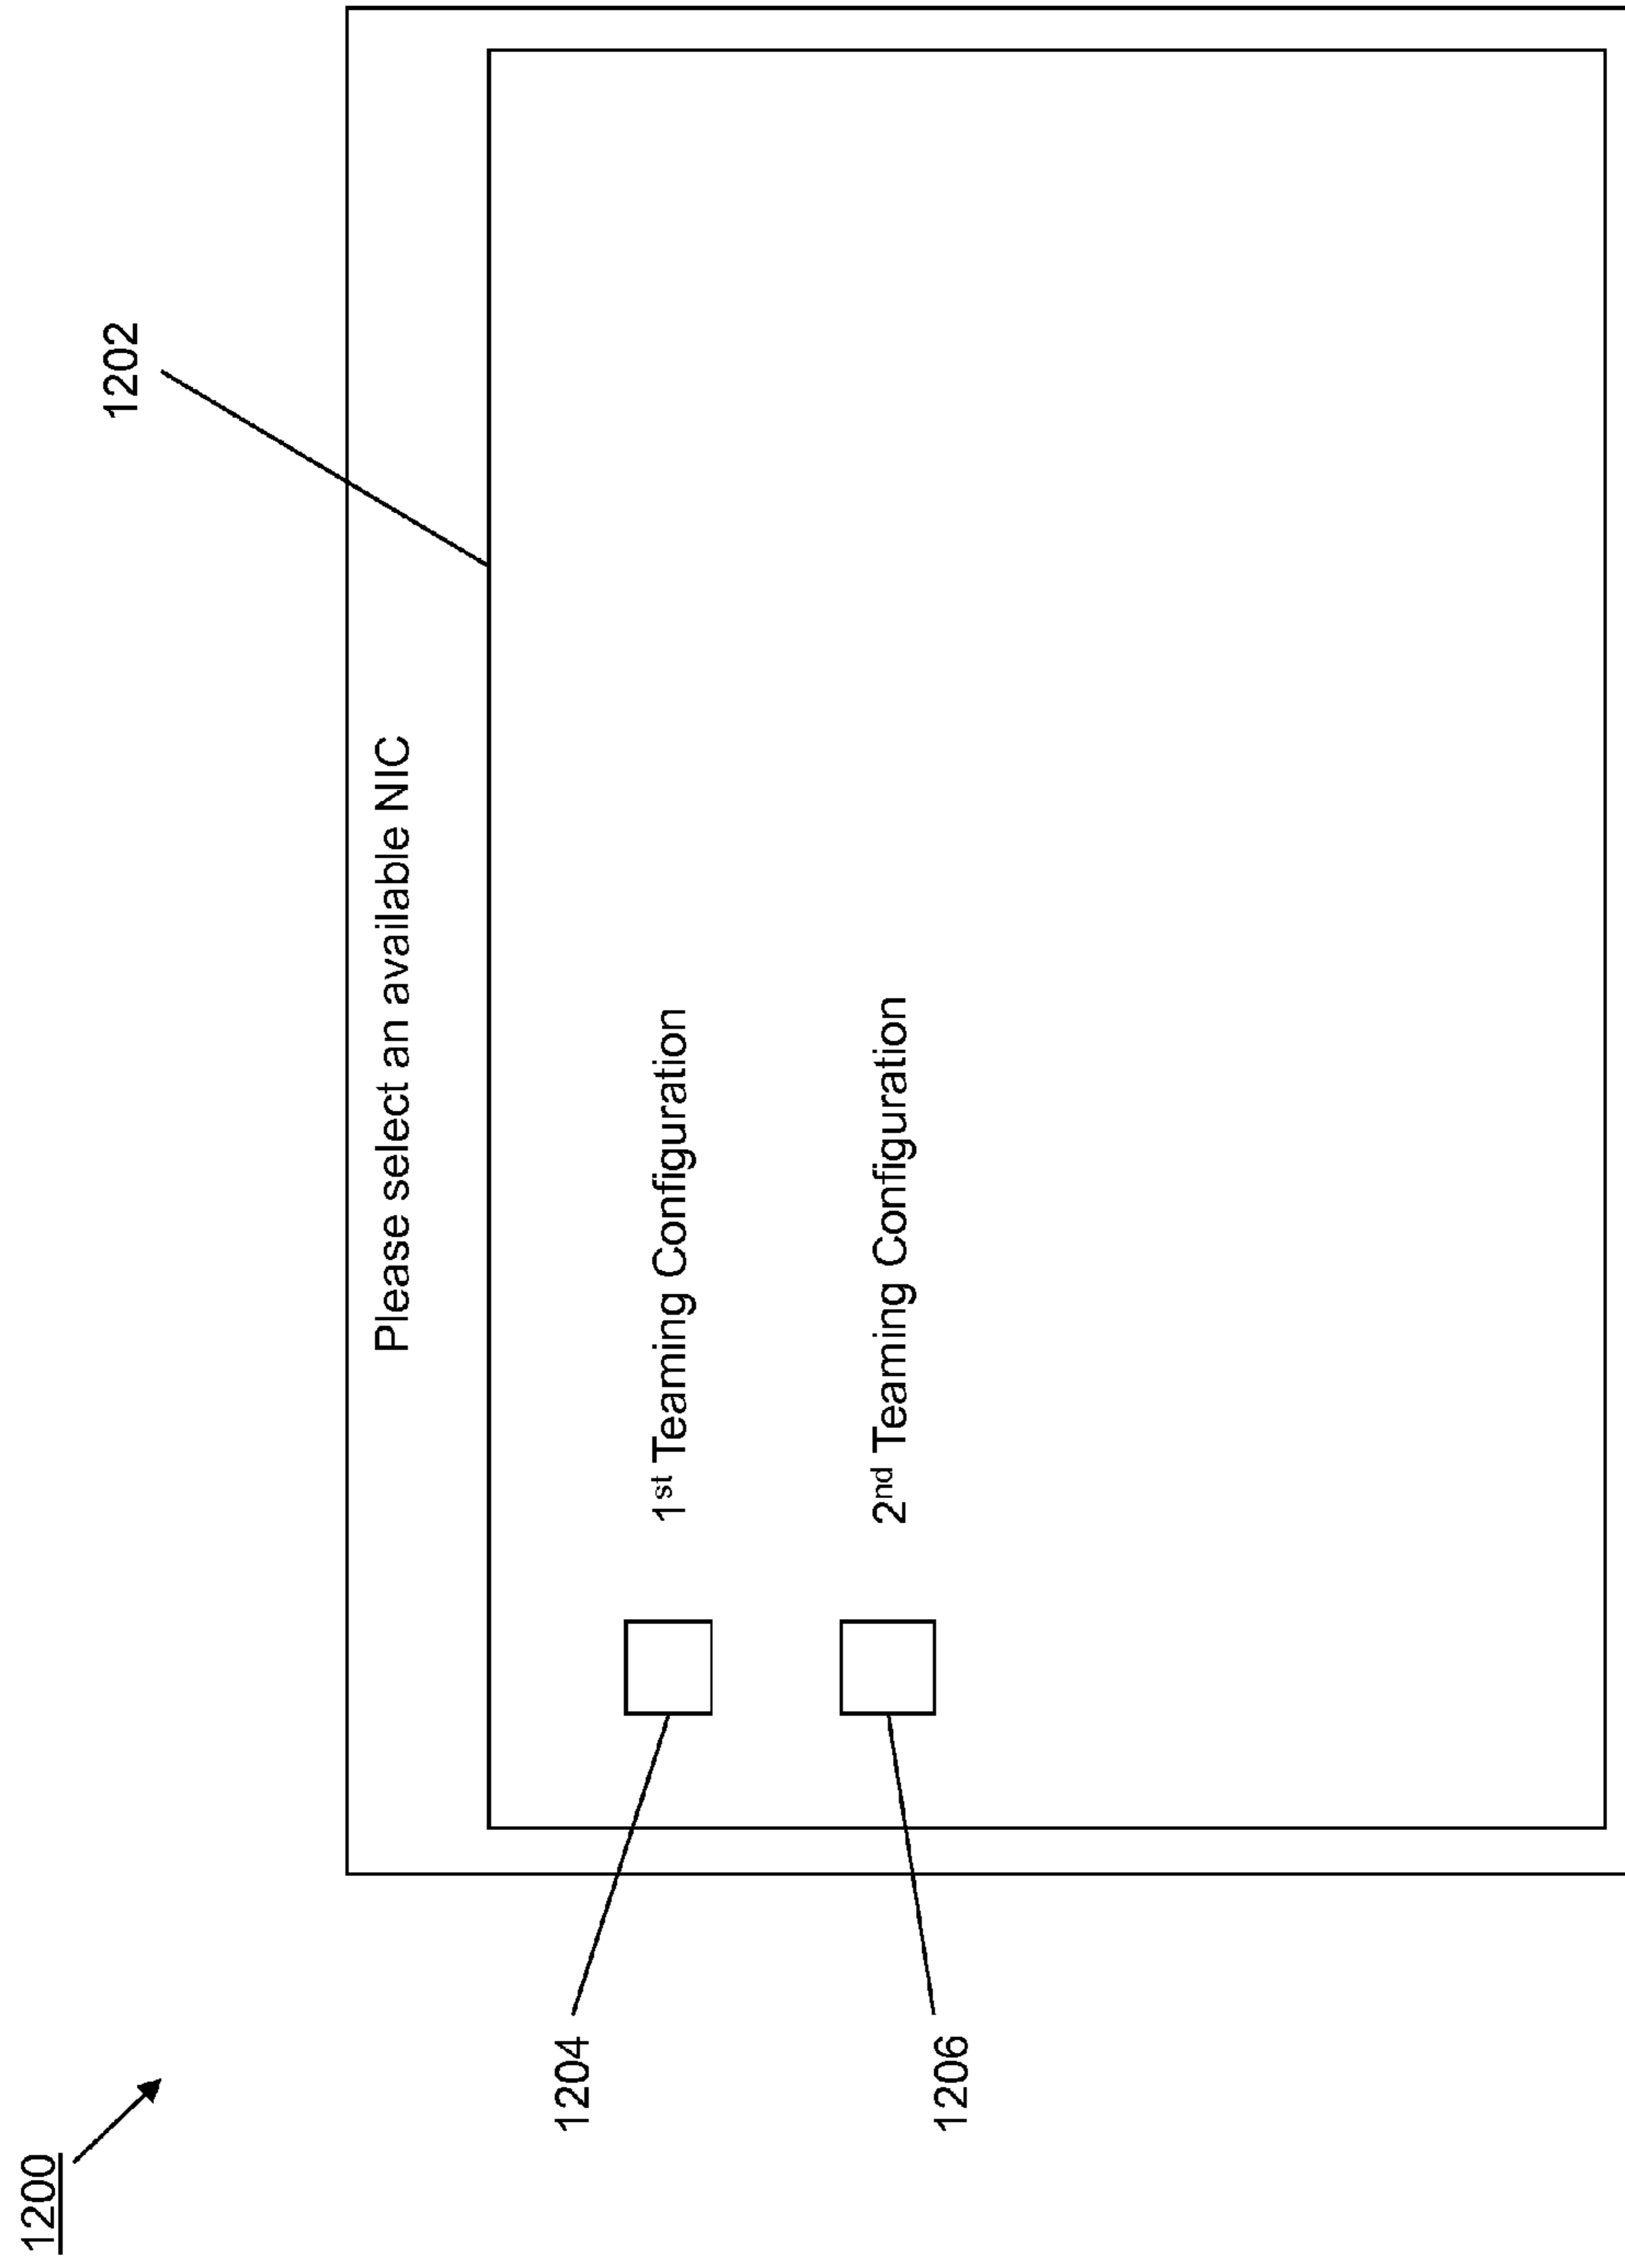 1200
1202
Please select an available NIC
1204
1st Teaming Configuration
1206
2nd Teaming Configuration